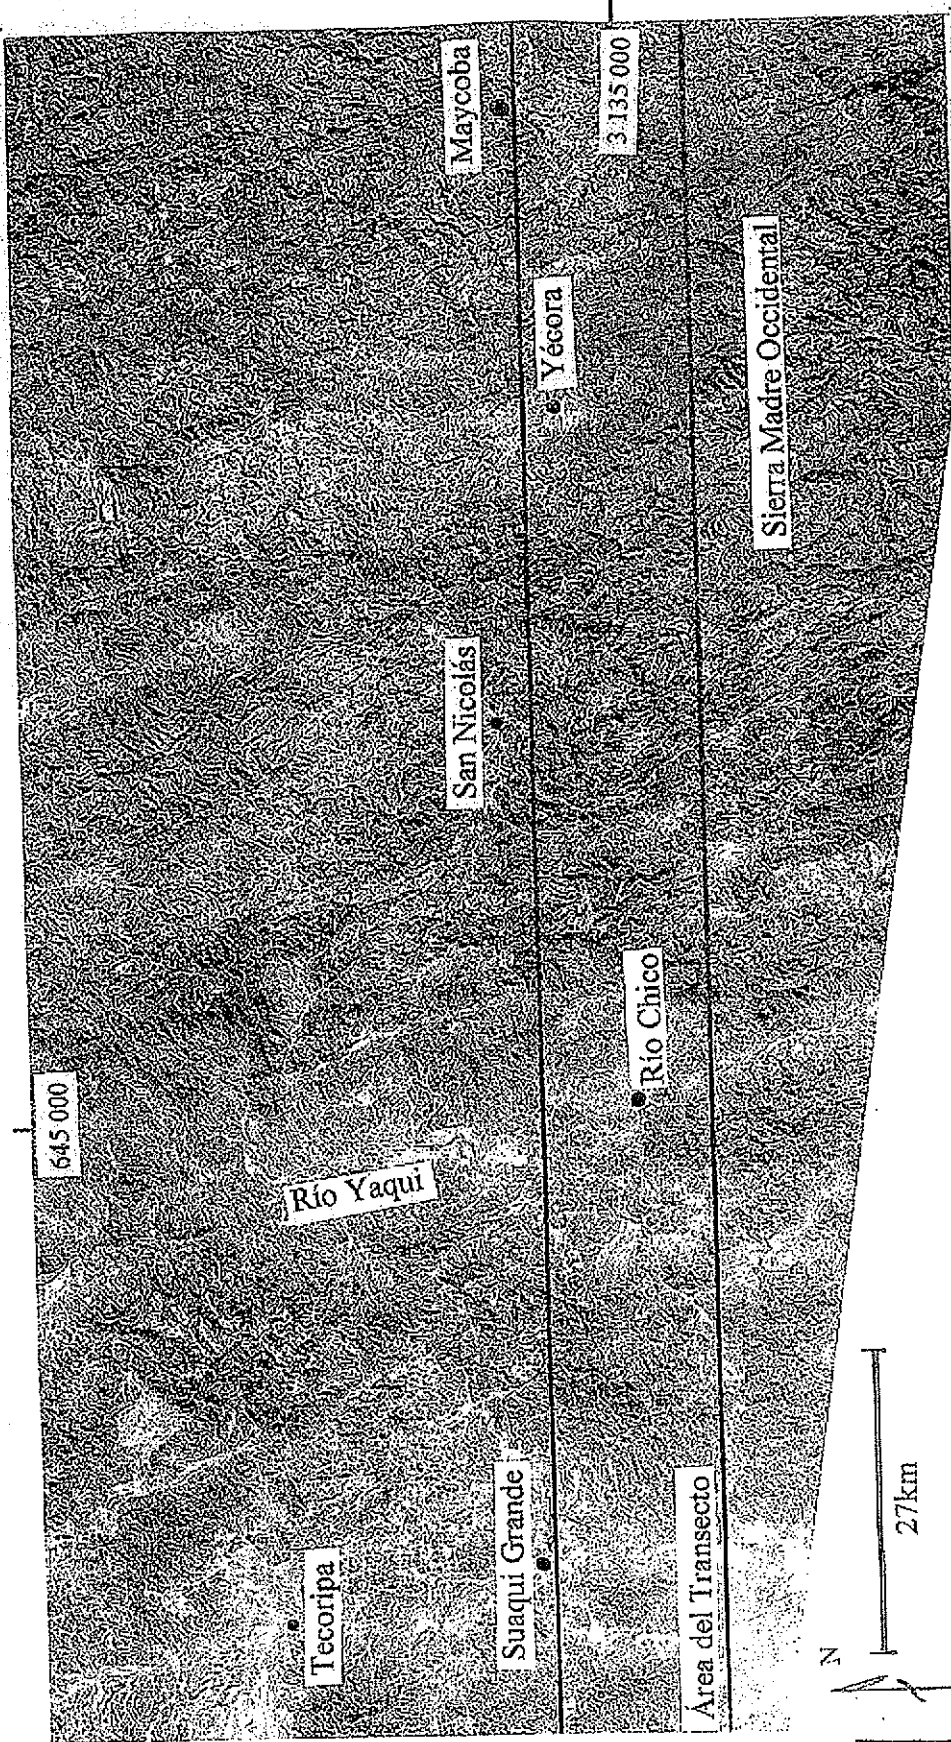 645 000
Tecoripa
Río Yaqui
Maycoba
San Nicolás
Suaqui Grande
Yécora
3 135 000
Río Chico
Área del Transecto
Sierra Madre Occidental
N
27km